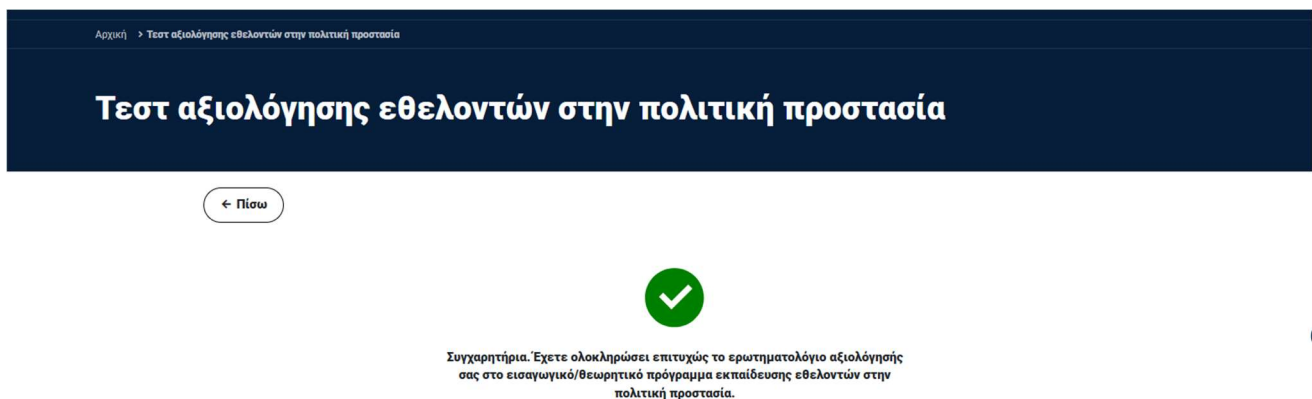 Αρχική > Τεστ αξιολόγησης εθελοντών στην πολιτική προστασία
Τεστ αξιολόγησης εθελοντών στην πολιτική προστασία
← Πίσω
Συγχαρητήρια. Έχετε ολοκληρώσει επιτυχώς το ερωτηματολόγιο αξιολόγησής
σας στο εισαγωγικό/θεωρητικό πρόγραμμα εκπαίδευσης εθελοντών στην
πολιτική προστασία.